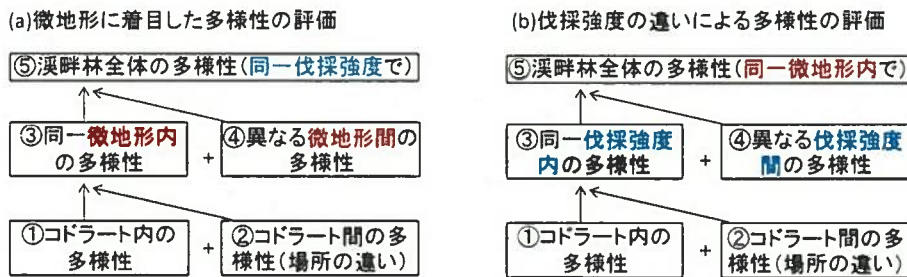 (a)微地形に着目した多様性の評価
⑤渓畔林全体の多様性(同一伐採強度で)
③同一微地形内
の多様性
+
④異なる微地形間の
多様性
①コドラート内の
多様性
+
②コドラート間の多
様性(場所の違い)
(b)伐採強度の違いによる多様性の評価
⑤渓畔林全体の多様性(同一微地形内で)
③同一伐採強度
内の多様性
+
④異なる伐採強度
間の多様性
①コドラート内の
多様性
+
②コドラート間の多
様性(場所の違い)